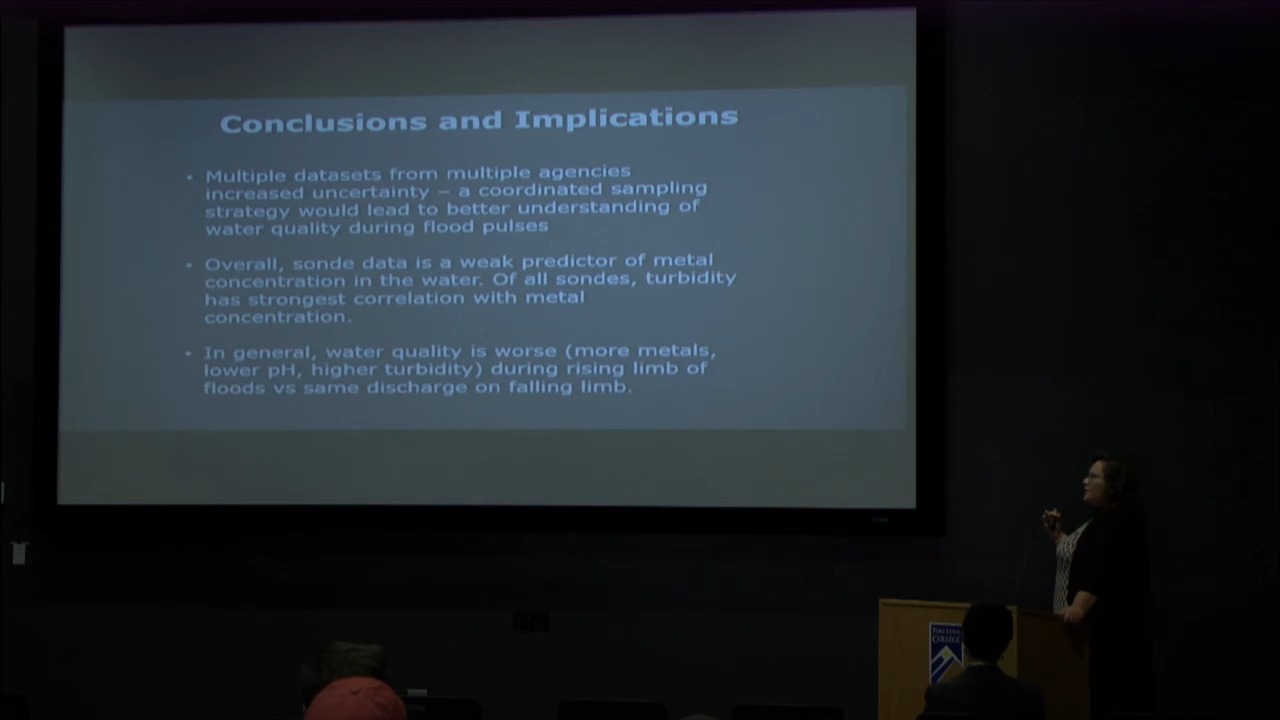 Conclusions and Implications
• Multiple datasets from multiple agencies
increased uncertainty – a coordinated sampling
strategy would lead to better understanding of
water quality during flood pulses
• Overall, sonde data is a weak predictor of metal
concentration in the water. Of all sondes, turbidity
has strongest correlation with metal
concentration.
• In general, water quality is worse (more metals,
lower pH, higher turbidity) during rising limb of
floods vs same discharge on falling limb.
FORT LEWIS
COLLEGE